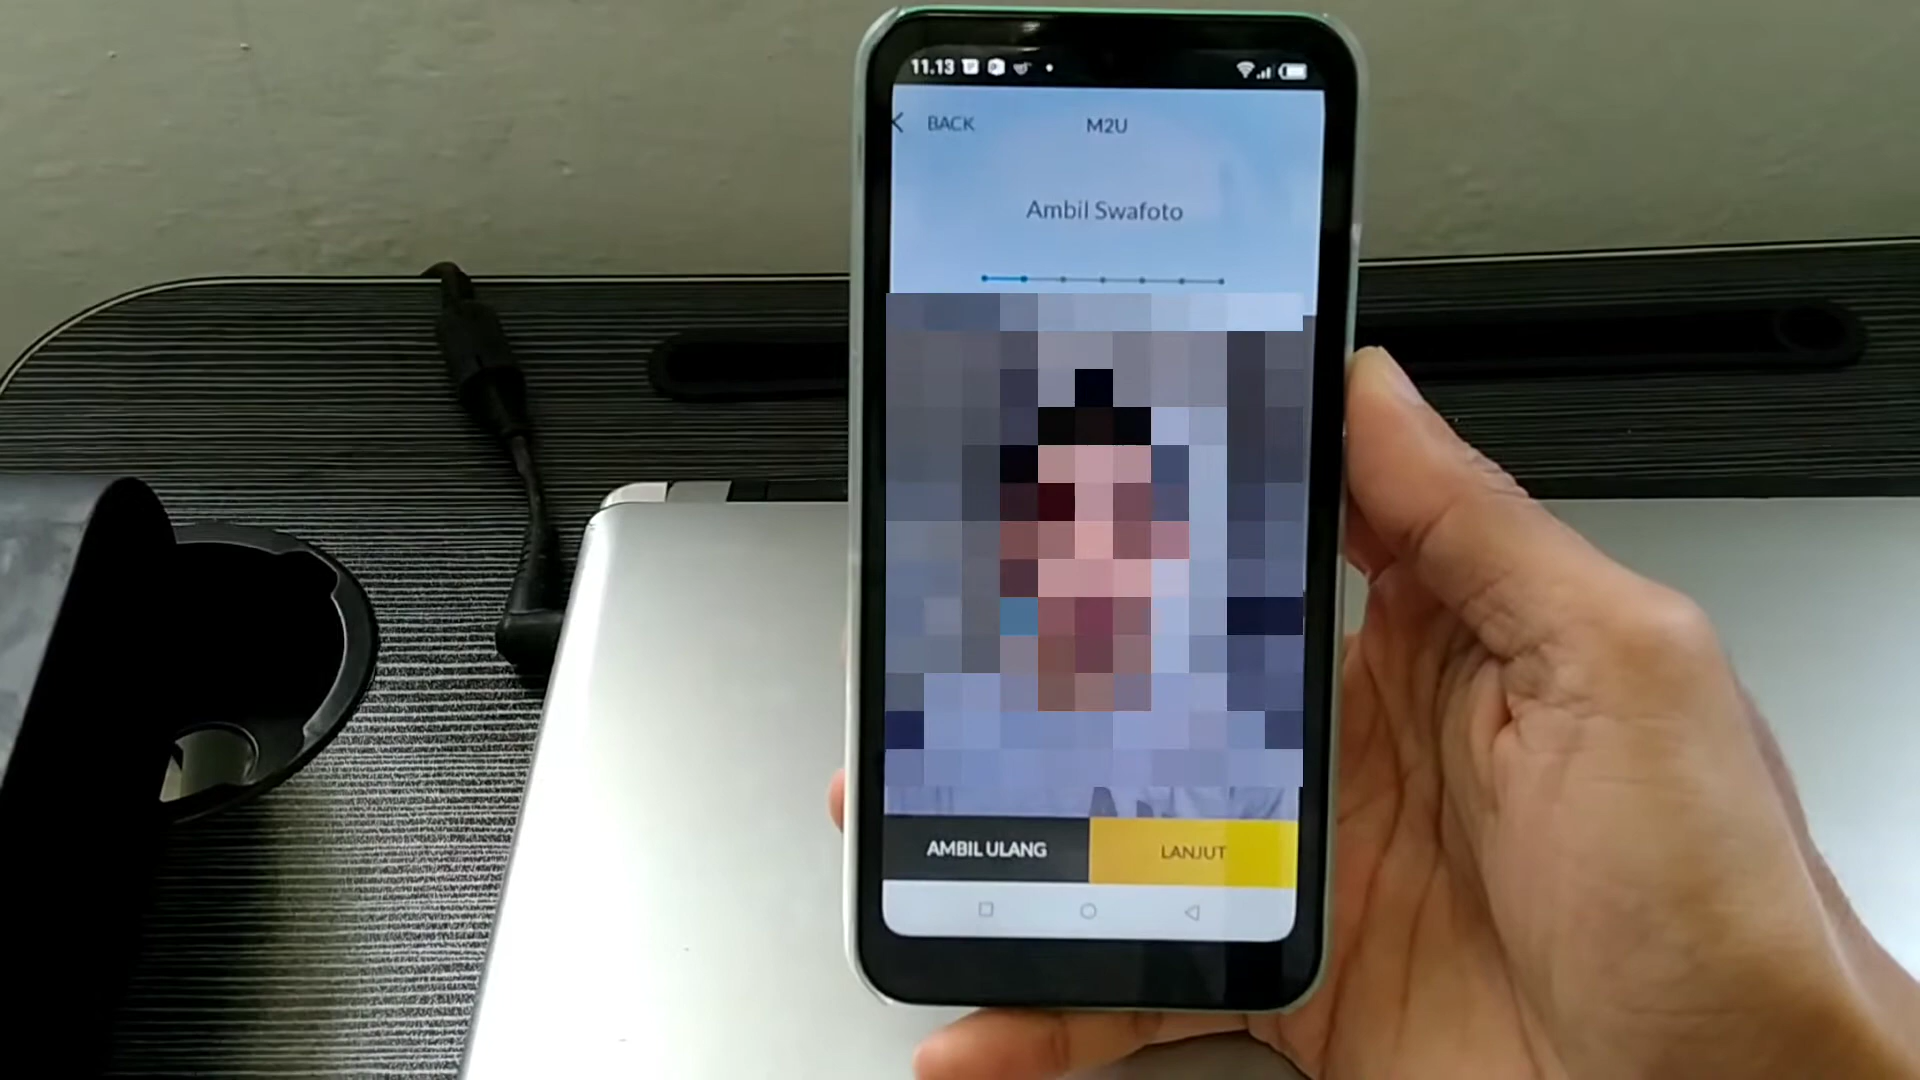 11.13
BACK
M2U
Ambil Swafoto
AMBIL ULANG
LANJUT